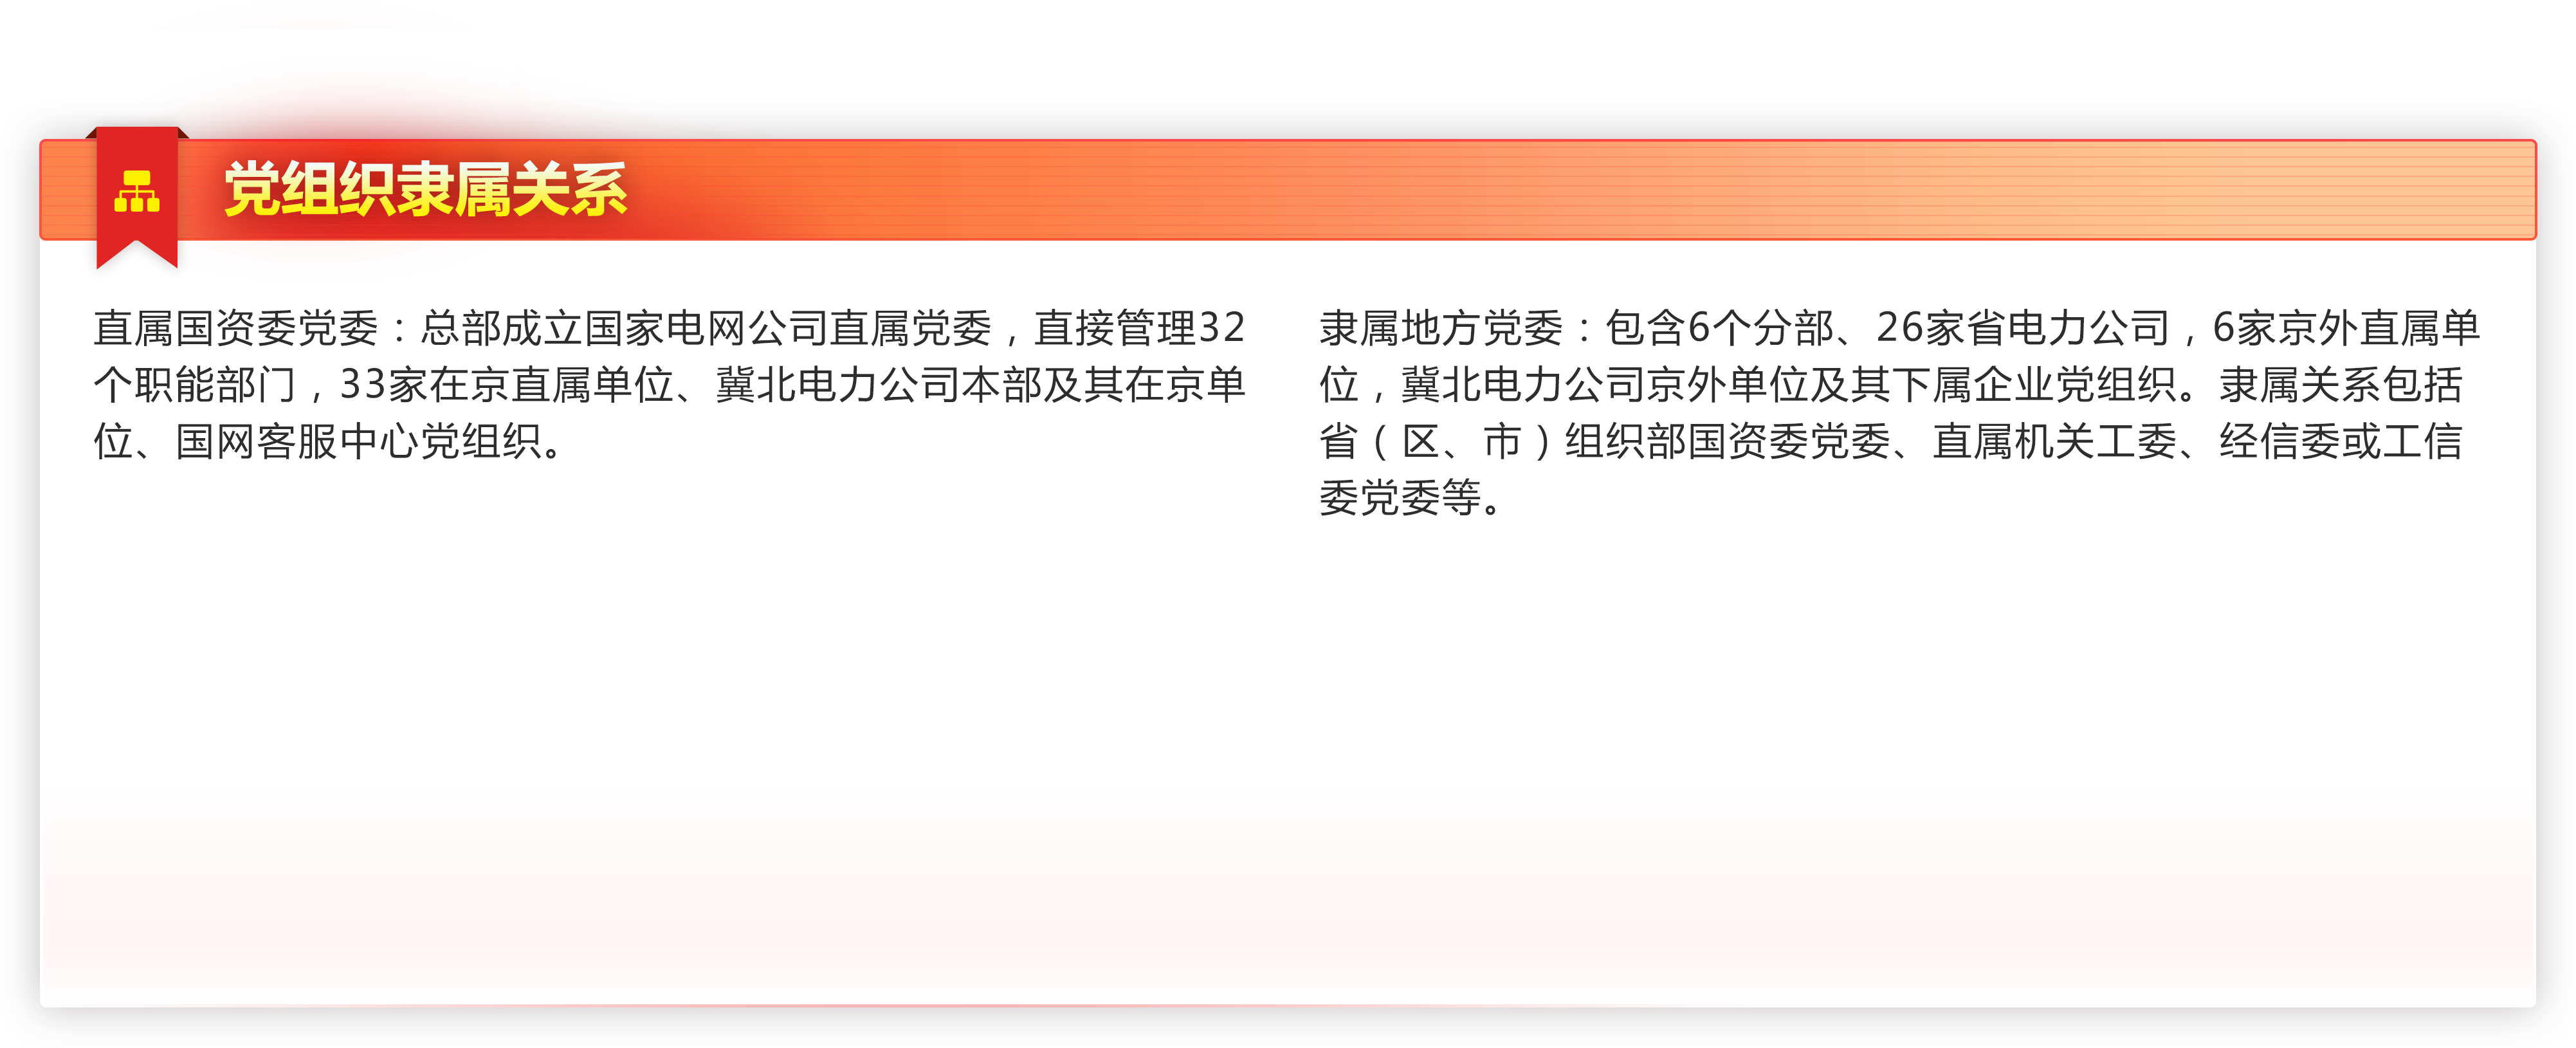 党组织隶属关系
直属国资委党委：总部成立国家电网公司直属党委，直接管理32
个职能部门，33家在京直属单位、冀北电力公司本部及其在京单
位、国网客服中心党组织。
隶属地方党委：包含6个分部、26家省电力公司，6家京外直属单
位，冀北电力公司京外单位及其下属企业党组织。隶属关系包括
省（区、市）组织部国资委党委、直属机关工委、经信委或工信
委党委等。